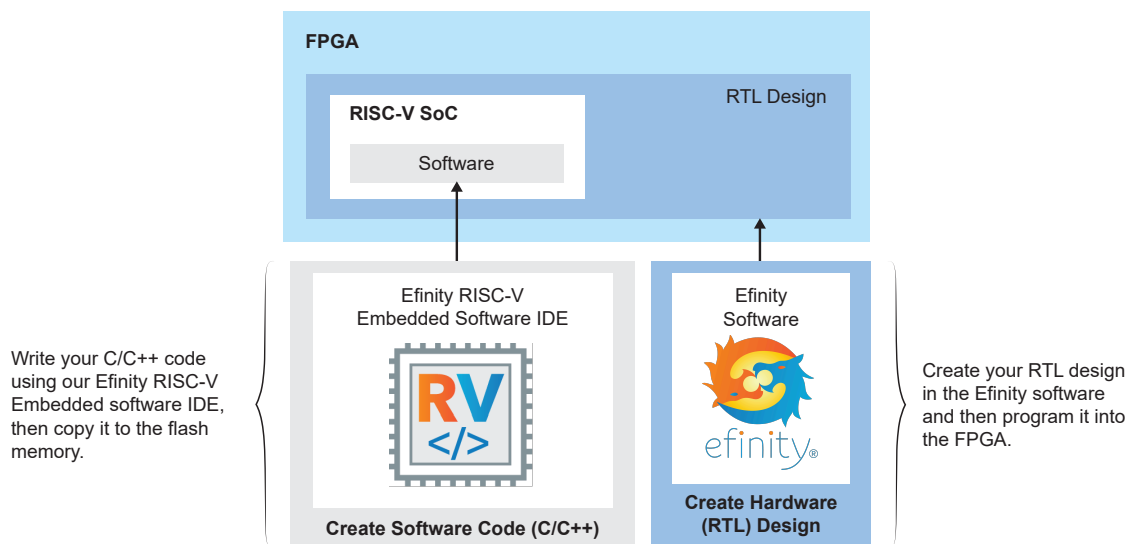 FPGA
RTL Design
RISC-V SoC
Software
Efinity RISC-V
Embedded Software IDE
RV
</>
Create Software Code (C/C++)
Efinity
Software
efinity®
Create Hardware
(RTL) Design
Write your C/C++ code
using our Efinity RISC-V
Embedded software IDE,
then copy it to the flash
memory.
Create your RTL design
in the Efinity software
and then program it into
the FPGA.